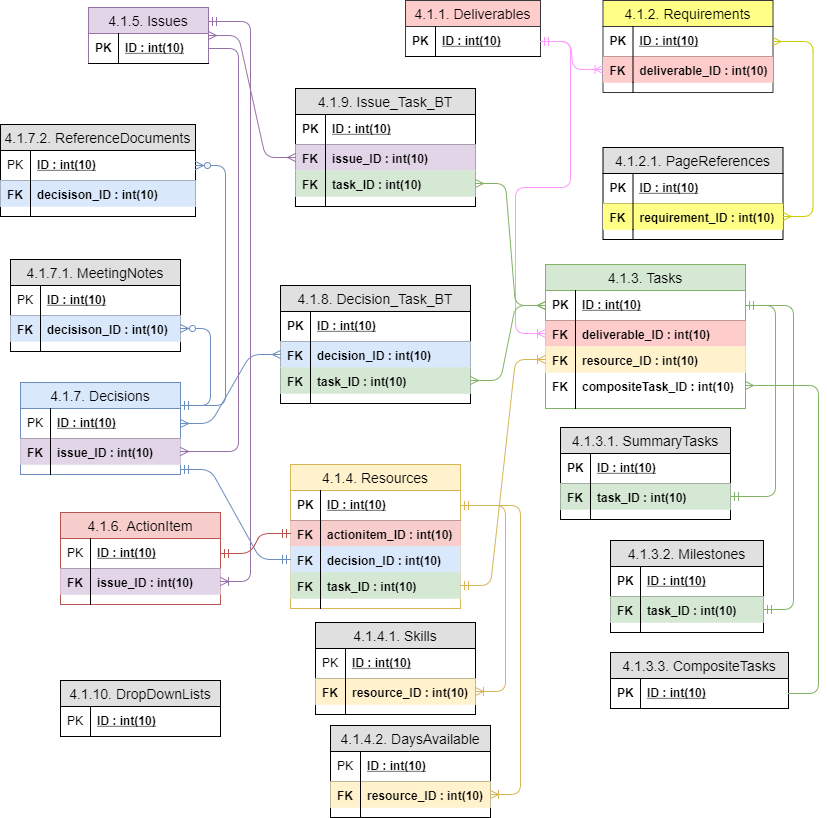 4.1.5. Issues
PK ID : int(10)
4.1.1. Deliverables
PK ID : int(10)
4.1.2. Requirements
PK ID : int(10)
FK deliverable_ID : int(10)
4.1.9. Issue_Task_BT
PK ID : int(10)
FK issue_ID : int(10)
FK task_ID : int(10)
4.1.7.2. ReferenceDocuments
PK ID : int(10)
FK decisison_ID : int(10)
4.1.2.1. PageReferences
PK ID : int(10)
FK requirement_ID : int(10)
4.1.7.1. MeetingNotes
PK ID : int(10)
FK decisison_ID : int(10)
4.1.8. Decision_Task_BT
PK ID : int(10)
FK decision_ID : int(10)
FK task_ID : int(10)
4.1.3. Tasks
PK ID : int(10)
FK deliverable_ID : int(10)
FK resource_ID : int(10)
FK compositeTask_ID : int(10)
4.1.7. Decisions
PK ID : int(10)
FK issue_ID : int(10)
4.1.3.1. SummaryTasks
PK ID : int(10)
FK task_ID : int(10)
4.1.4. Resources
PK ID : int(10)
FK actionitem_ID : int(10)
FK decision_ID : int(10)
FK task_ID : int(10)
4.1.6. ActionItem
PK ID : int(10)
FK issue_ID : int(10)
4.1.3.2. Milestones
PK ID : int(10)
FK task_ID : int(10)
4.1.4.1. Skills
PK ID : int(10)
FK resource_ID : int(10)
4.1.3.3. CompositeTasks
PK ID : int(10)
4.1.10. DropDownLists
PK ID : int(10)
4.1.4.2. DaysAvailable
PK ID : int(10)
FK resource_ID : int(10)